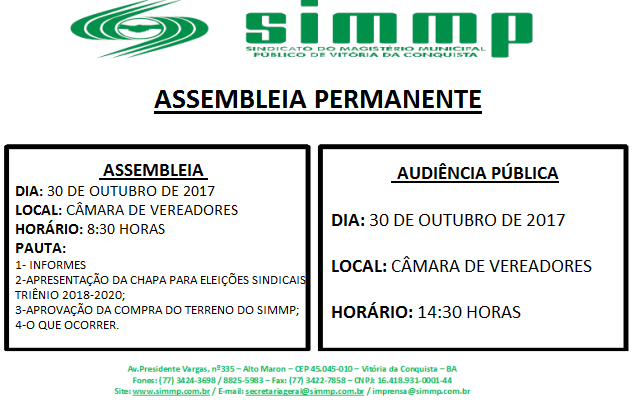 simmp
SINDICATO DO MAGISTÉRIO MUNICIPAL
PÚBLICO DE VITÓRIA DA CONQUISTA
ASSEMBLEIA PERMANENTE
ASSEMBLEIA
DIA: 30 DE OUTUBRO DE 2017
LOCAL: CÂMARA DE VEREADORES
HORÁRIO: 8:30 HORAS
PAUTA:
1- INFORMES
2-APRESENTAÇÃO DA CHAPA PARA ELEIÇÕES SINDICAIS
TRIÊNIO 2018-2020;
3-APROVAÇÃO DA COMPRA DO TERRENO DO SIMMP;
4-O QUE OCORRER.
AUDIÊNCIA PÚBLICA
DIA: 30 DE OUTUBRO DE 2017
LOCAL: CÂMARA DE VEREADORES
HORÁRIO: 14:30 HORAS
Av.Presidente Vargas, nº335 – Alto Maron – CEP 45.045-010 – Vitória da Conquista – BA
Fones: (77) 3424-3698 / 8825-5983 – Fax: (77) 3422-7858 – CNPJ: 16.418.931-0001-44
Site: www.simmp.com.br / E-mail: secretariageral@simmp.com.br / imprensa@simmp.com.br